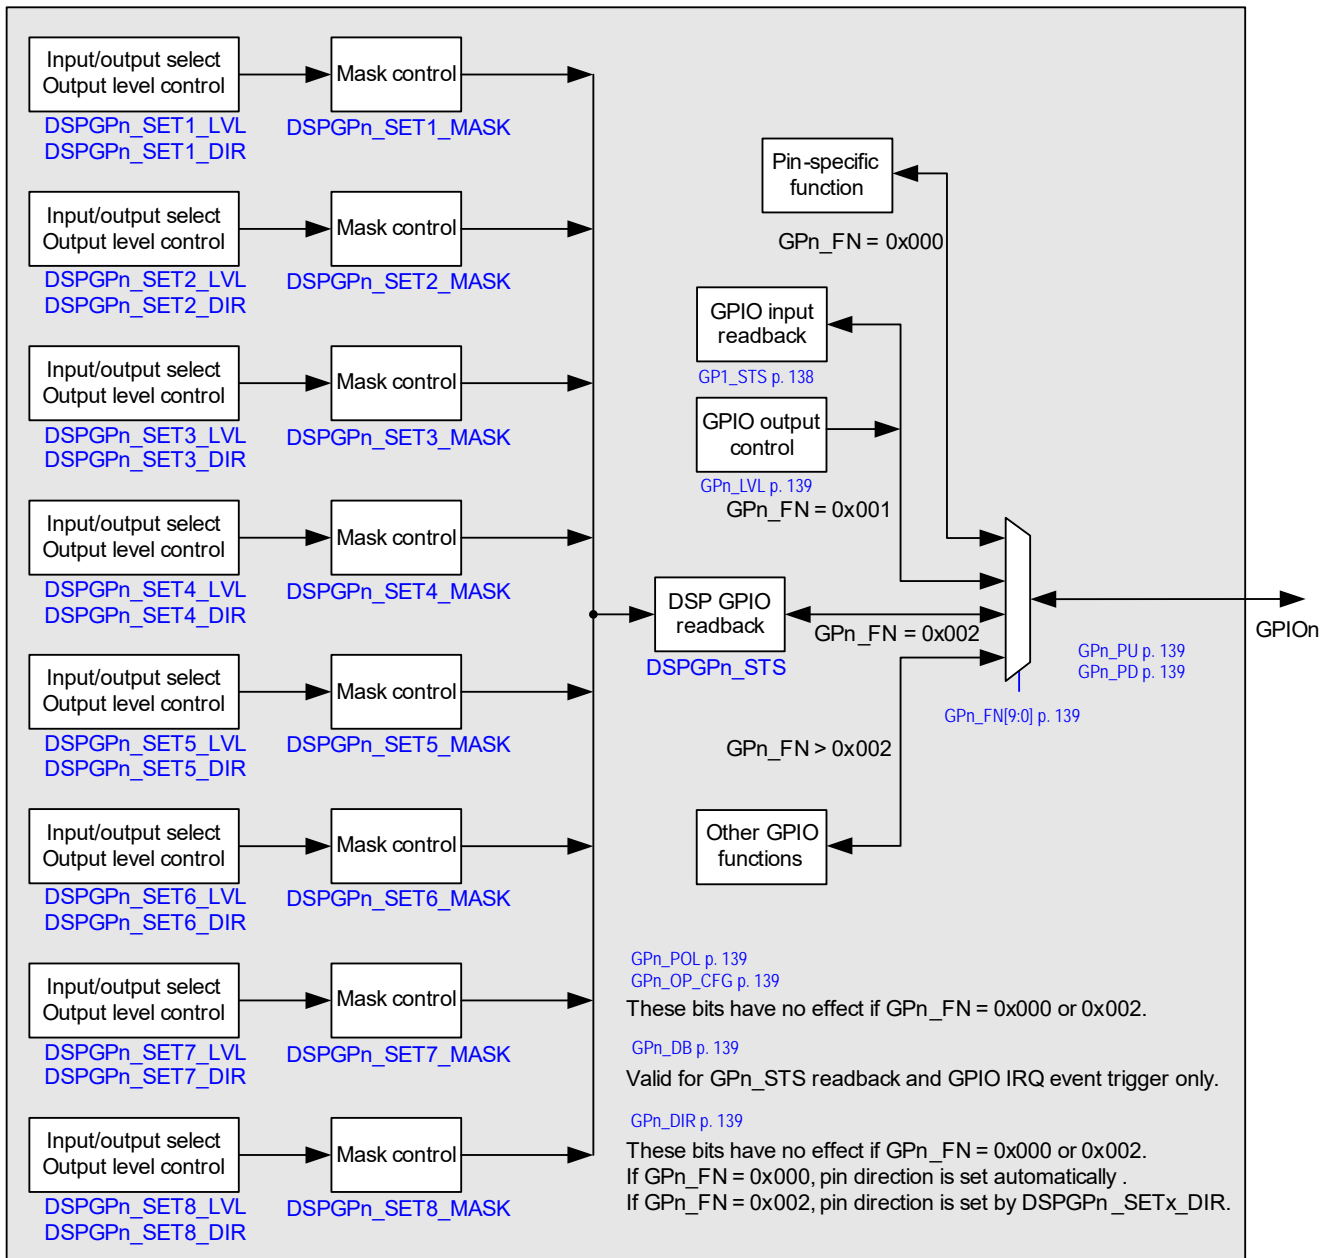 Input/output select
Output level control
DSPGPn_SET1_LVL
DSPGPn_SET1_DIR
Mask control
DSPGPn_SET1_MASK
Input/output select
Output level control
DSPGPn_SET2_LVL
DSPGPn_SET2_DIR
Mask control
DSPGPn_SET2_MASK
Input/output select
Output level control
DSPGPn_SET3_LVL
DSPGPn_SET3_DIR
Mask control
DSPGPn_SET3_MASK
Input/output select
Output level control
DSPGPn_SET4_LVL
DSPGPn_SET4_DIR
Mask control
DSPGPn_SET4_MASK
Input/output select
Output level control
DSPGPn_SET5_LVL
DSPGPn_SET5_DIR
Mask control
DSPGPn_SET5_MASK
Input/output select
Output level control
DSPGPn_SET6_LVL
DSPGPn_SET6_DIR
Mask control
DSPGPn_SET6_MASK
Input/output select
Output level control
DSPGPn_SET7_LVL
DSPGPn_SET7_DIR
Mask control
DSPGPn_SET7_MASK
Input/output select
Output level control
DSPGPn_SET8_LVL
DSPGPn_SET8_DIR
Mask control
DSPGPn_SET8_MASK
Pin-specific
function
GPn_FN = 0x000
GPIO input
readback
GP1_STS p. 138
GPIO output
control
GPn_LVL p. 139
GPn_FN = 0x001
DSP GPIO
readback
DSPGPn_STS
GPn_FN = 0x002
GPIOn
GPn_PU p. 139
GPn_PD p. 139
GPn_FN[9:0] p. 139
GPn_FN > 0x002
Other GPIO
functions
GPn_POL p. 139
GPn_OP_CFG p. 139
These bits have no effect if GPn_FN = 0x000 or 0x002.
GPn_DB p. 139
Valid for GPn_STS readback and GPIO IRQ event trigger only.
GPn_DIR p. 139
These bits have no effect if GPn_FN = 0x000 or 0x002.
If GPn_FN = 0x000, pin direction is set automatically .
If GPn_FN = 0x002, pin direction is set by DSPGPn _SETx_DIR.